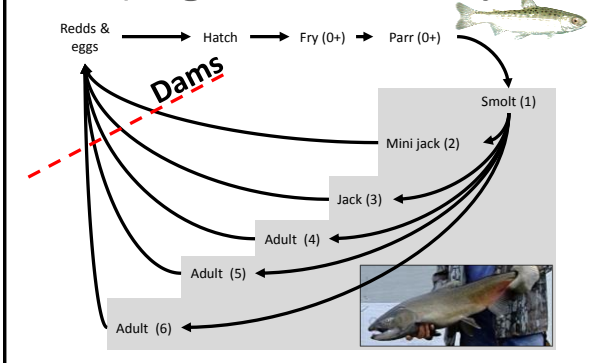 Redds &
eggs
Hatch
Fry (0+)
Parr (0+)
Dams
Smolt (1)
Mini jack (2)
Jack (3)
Adult (4)
Adult (5)
Adult (6)